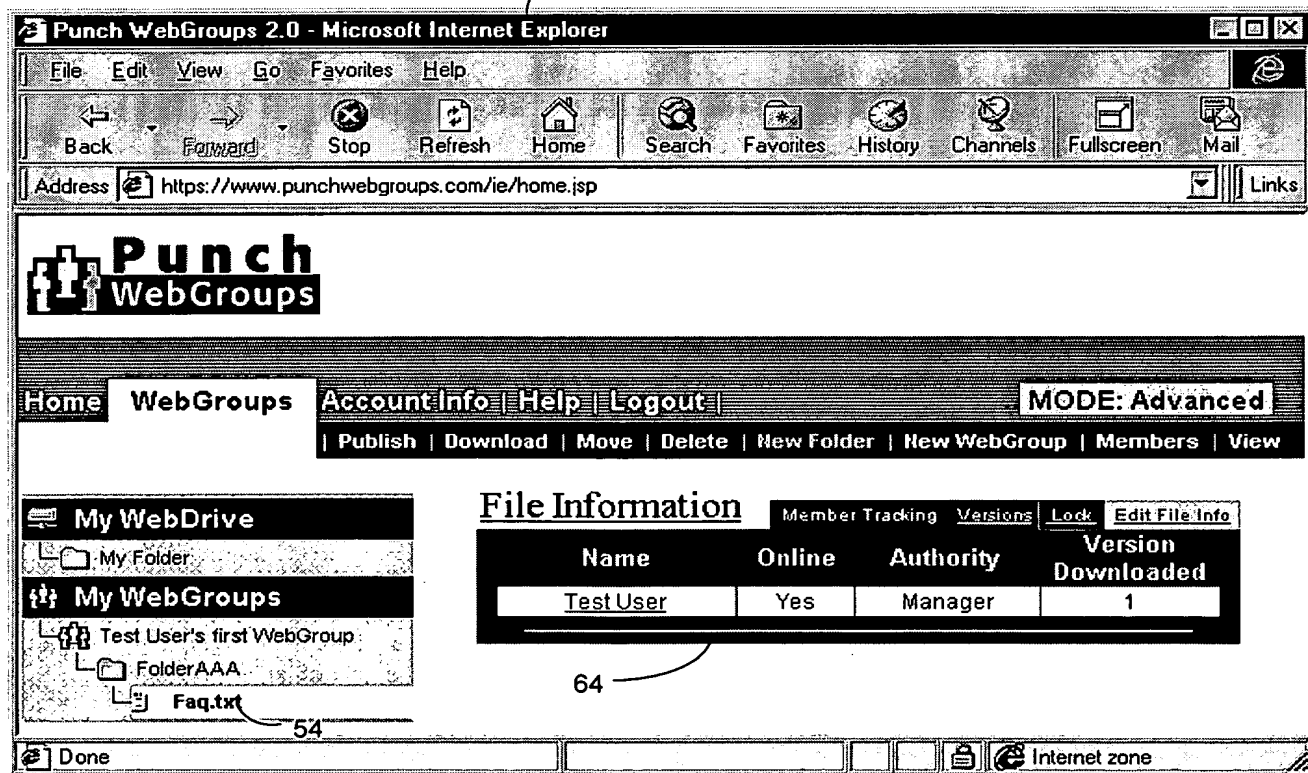 Punch WebGroups 2.0 - Microsoft Internet Explorer
File Edit View Go Favorites Help
Back Forward Stop Refresh Home Search Favorites History Channels Fullscreen Mail
Address https://www.punchwebgroups.com/ie/home.jsp Links
Punch
WebGroups
Home WebGroups Account Info | Help | Logout | MODE: Advanced
| Publish | Download | Move | Delete | New Folder | New WebGroup | Members | View
My WebDrive
My Folder
My WebGroups
Test User's first WebGroup
FolderAAA
Faq.txt
54
File Information Member Tracking Versions Lock Edit File Info
Name Online Authority Version Downloaded
Test User Yes Manager 1
64
Done Internet zone